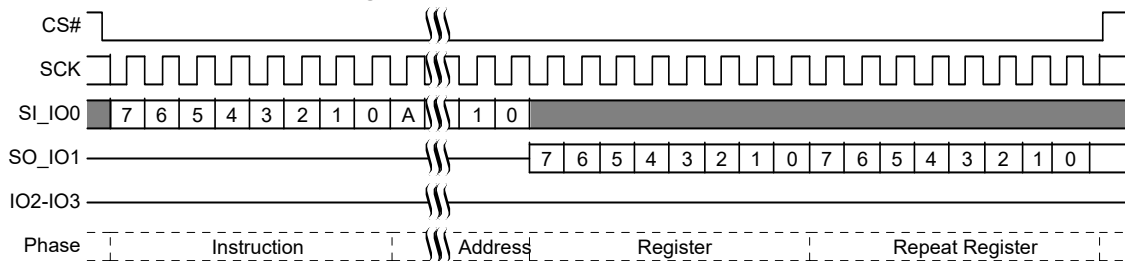 CS#
SCK
SI_IO0 7 6 5 4 3 2 1 0 A 1 0
SO_IO1 7 6 5 4 3 2 1 0 7 6 5 4 3 2 1 0
IO2-IO3
Phase Instruction Address Register Repeat Register